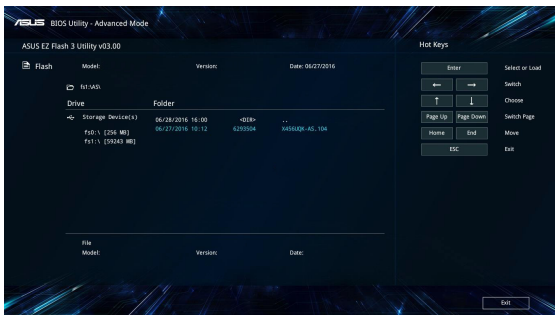 ASUS BIOS Utility - Advanced Mode
ASUS EZ Flash 3 Utility v03.00
Hot Keys
Flash Model: Version: Date: 06/27/2016
fs1:\AS\
Drive Folder
Storage Device(s)
fs0:\ [256 MB]
fs1:\ [59243 MB]
06/28/2016 16:00 <DIR> ..
06/27/2016 10:12 6293504 X456UQK-AS.104
File
Model: Version: Date:
Enter Select or Load
← → Switch
↑ ↓ Choose
Page Up Page Down Switch Page
Home End Move
ESC Exit
Exit